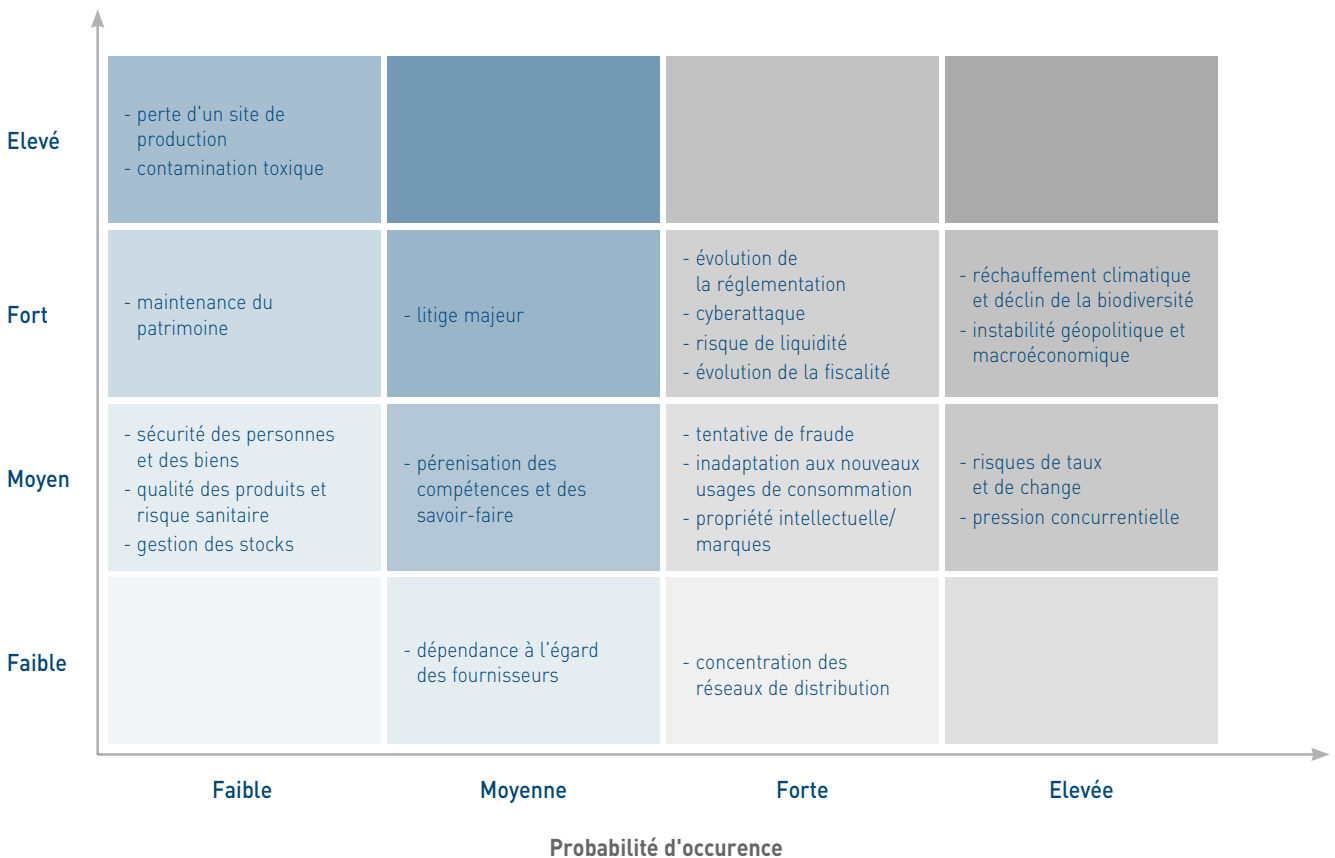 Elevé
- perte d'un site de
production
- contamination toxique
Fort
- maintenance du
patrimoine
- litige majeur
- évolution de
la réglementation
- cyberattaque
- risque de liquidité
- évolution de la fiscalité
- réchauffement climatique
et déclin de la biodiversité
- instabilité géopolitique et
macroéconomique
Moyen
- sécurité des personnes
et des biens
- qualité des produits et
risque sanitaire
- gestion des stocks
- pérenisation des
compétences et des
savoir-faire
- tentative de fraude
- inadaptation aux nouveaux
usages de consommation
- propriété intellectuelle/
marques
- risques de taux
et de change
- pression concurrentielle
Faible
- dépendance à l'égard
des fournisseurs
- concentration des
réseaux de distribution
Faible
Moyenne
Forte
Elevée
Probabilité d'occurence